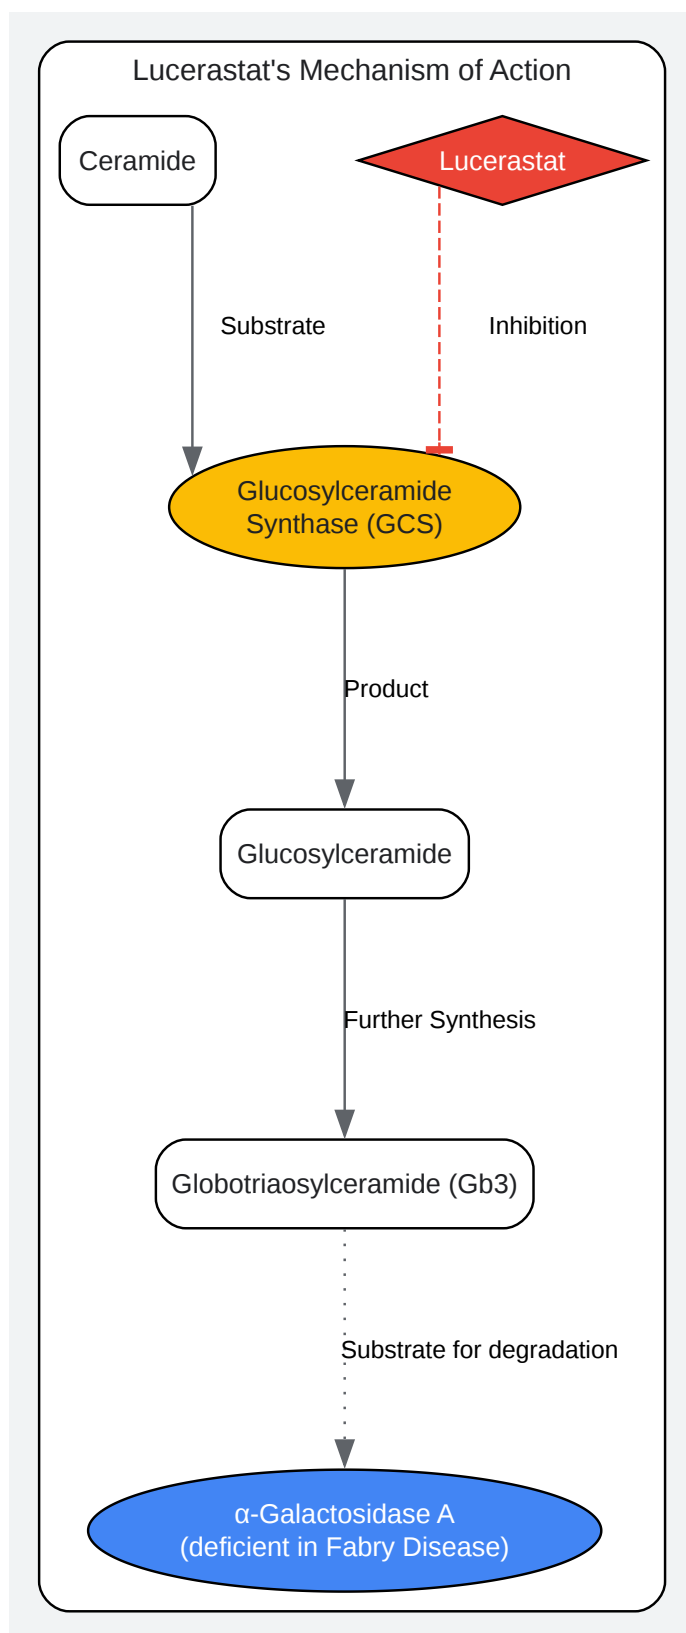 Lucerastat's Mechanism of Action
Ceramide
Lucerastat
Substrate
Inhibition
Glucosylceramide
Synthase (GCS)
Product
Glucosylceramide
Further Synthesis
Globotriaosylceramide (Gb3)
Substrate for degradation
α-Galactosidase A
(deficient in Fabry Disease)